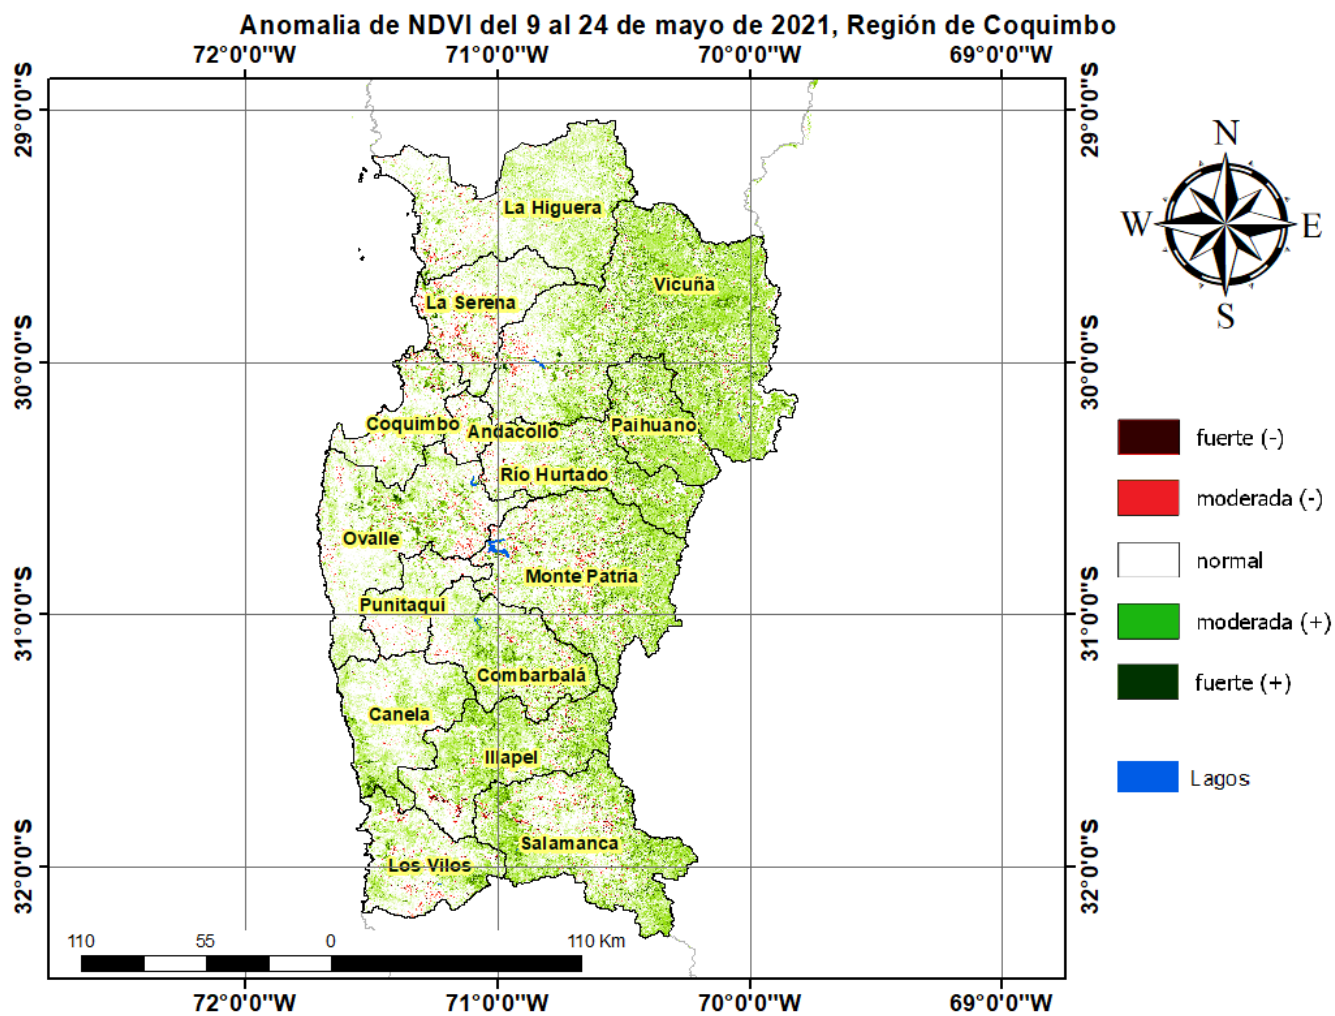 Anomalia de NDVI del 9 al 24 de mayo de 2021, Región de Coquimbo
72°0'0"W 71°0'0"W 70°0'0"W 69°0'0"W
29°0'0"S 29°0'0"S
N
W E
S
La Higuera
Vicuña
La Serena
30°0'0"S 30°0'0"S
Coquimbo
Andacollo
Paihuano
Río Hurtado
Ovalle
Monte Patria
Punitaqui
31°0'0"S 31°0'0"S
Combarbalá
Canela
Illapel
Salamanca
Los Vilos
32°0'0"S 32°0'0"S
fuerte (-)
moderada (-)
normal
moderada (+)
fuerte (+)
Lagos
110 55 0 110 Km
72°0'0"W 71°0'0"W 70°0'0"W 69°0'0"W